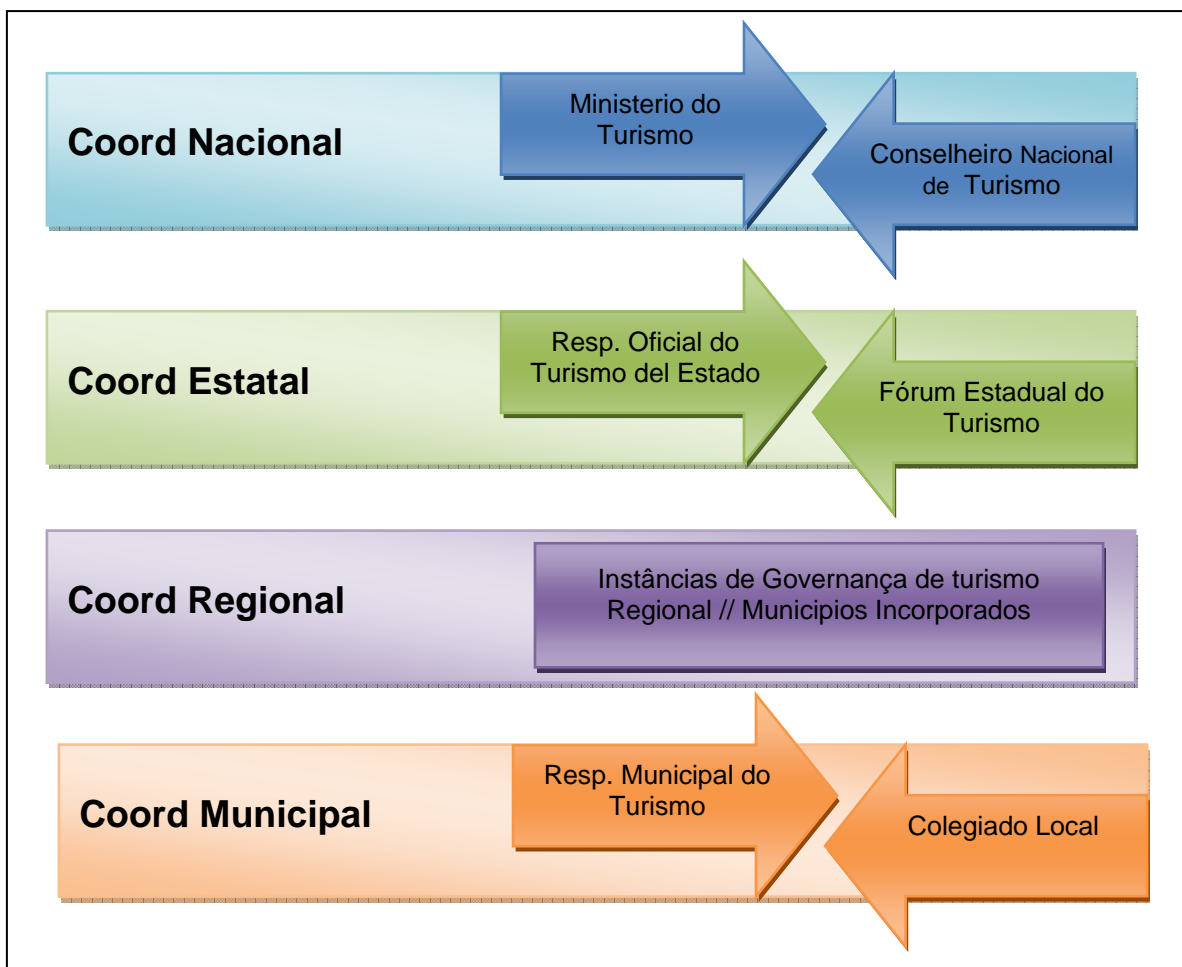 Coord Nacional
Ministerio do
Turismo
Conselheiro Nacional
de Turismo
Coord Estatal
Resp. Oficial do
Turismo del Estado
Fórum Estadual do
Turismo
Coord Regional
Instâncias de Governança de turismo
Regional // Municipios Incorporados
Coord Municipal
Resp. Municipal do
Turismo
Colegiado Local